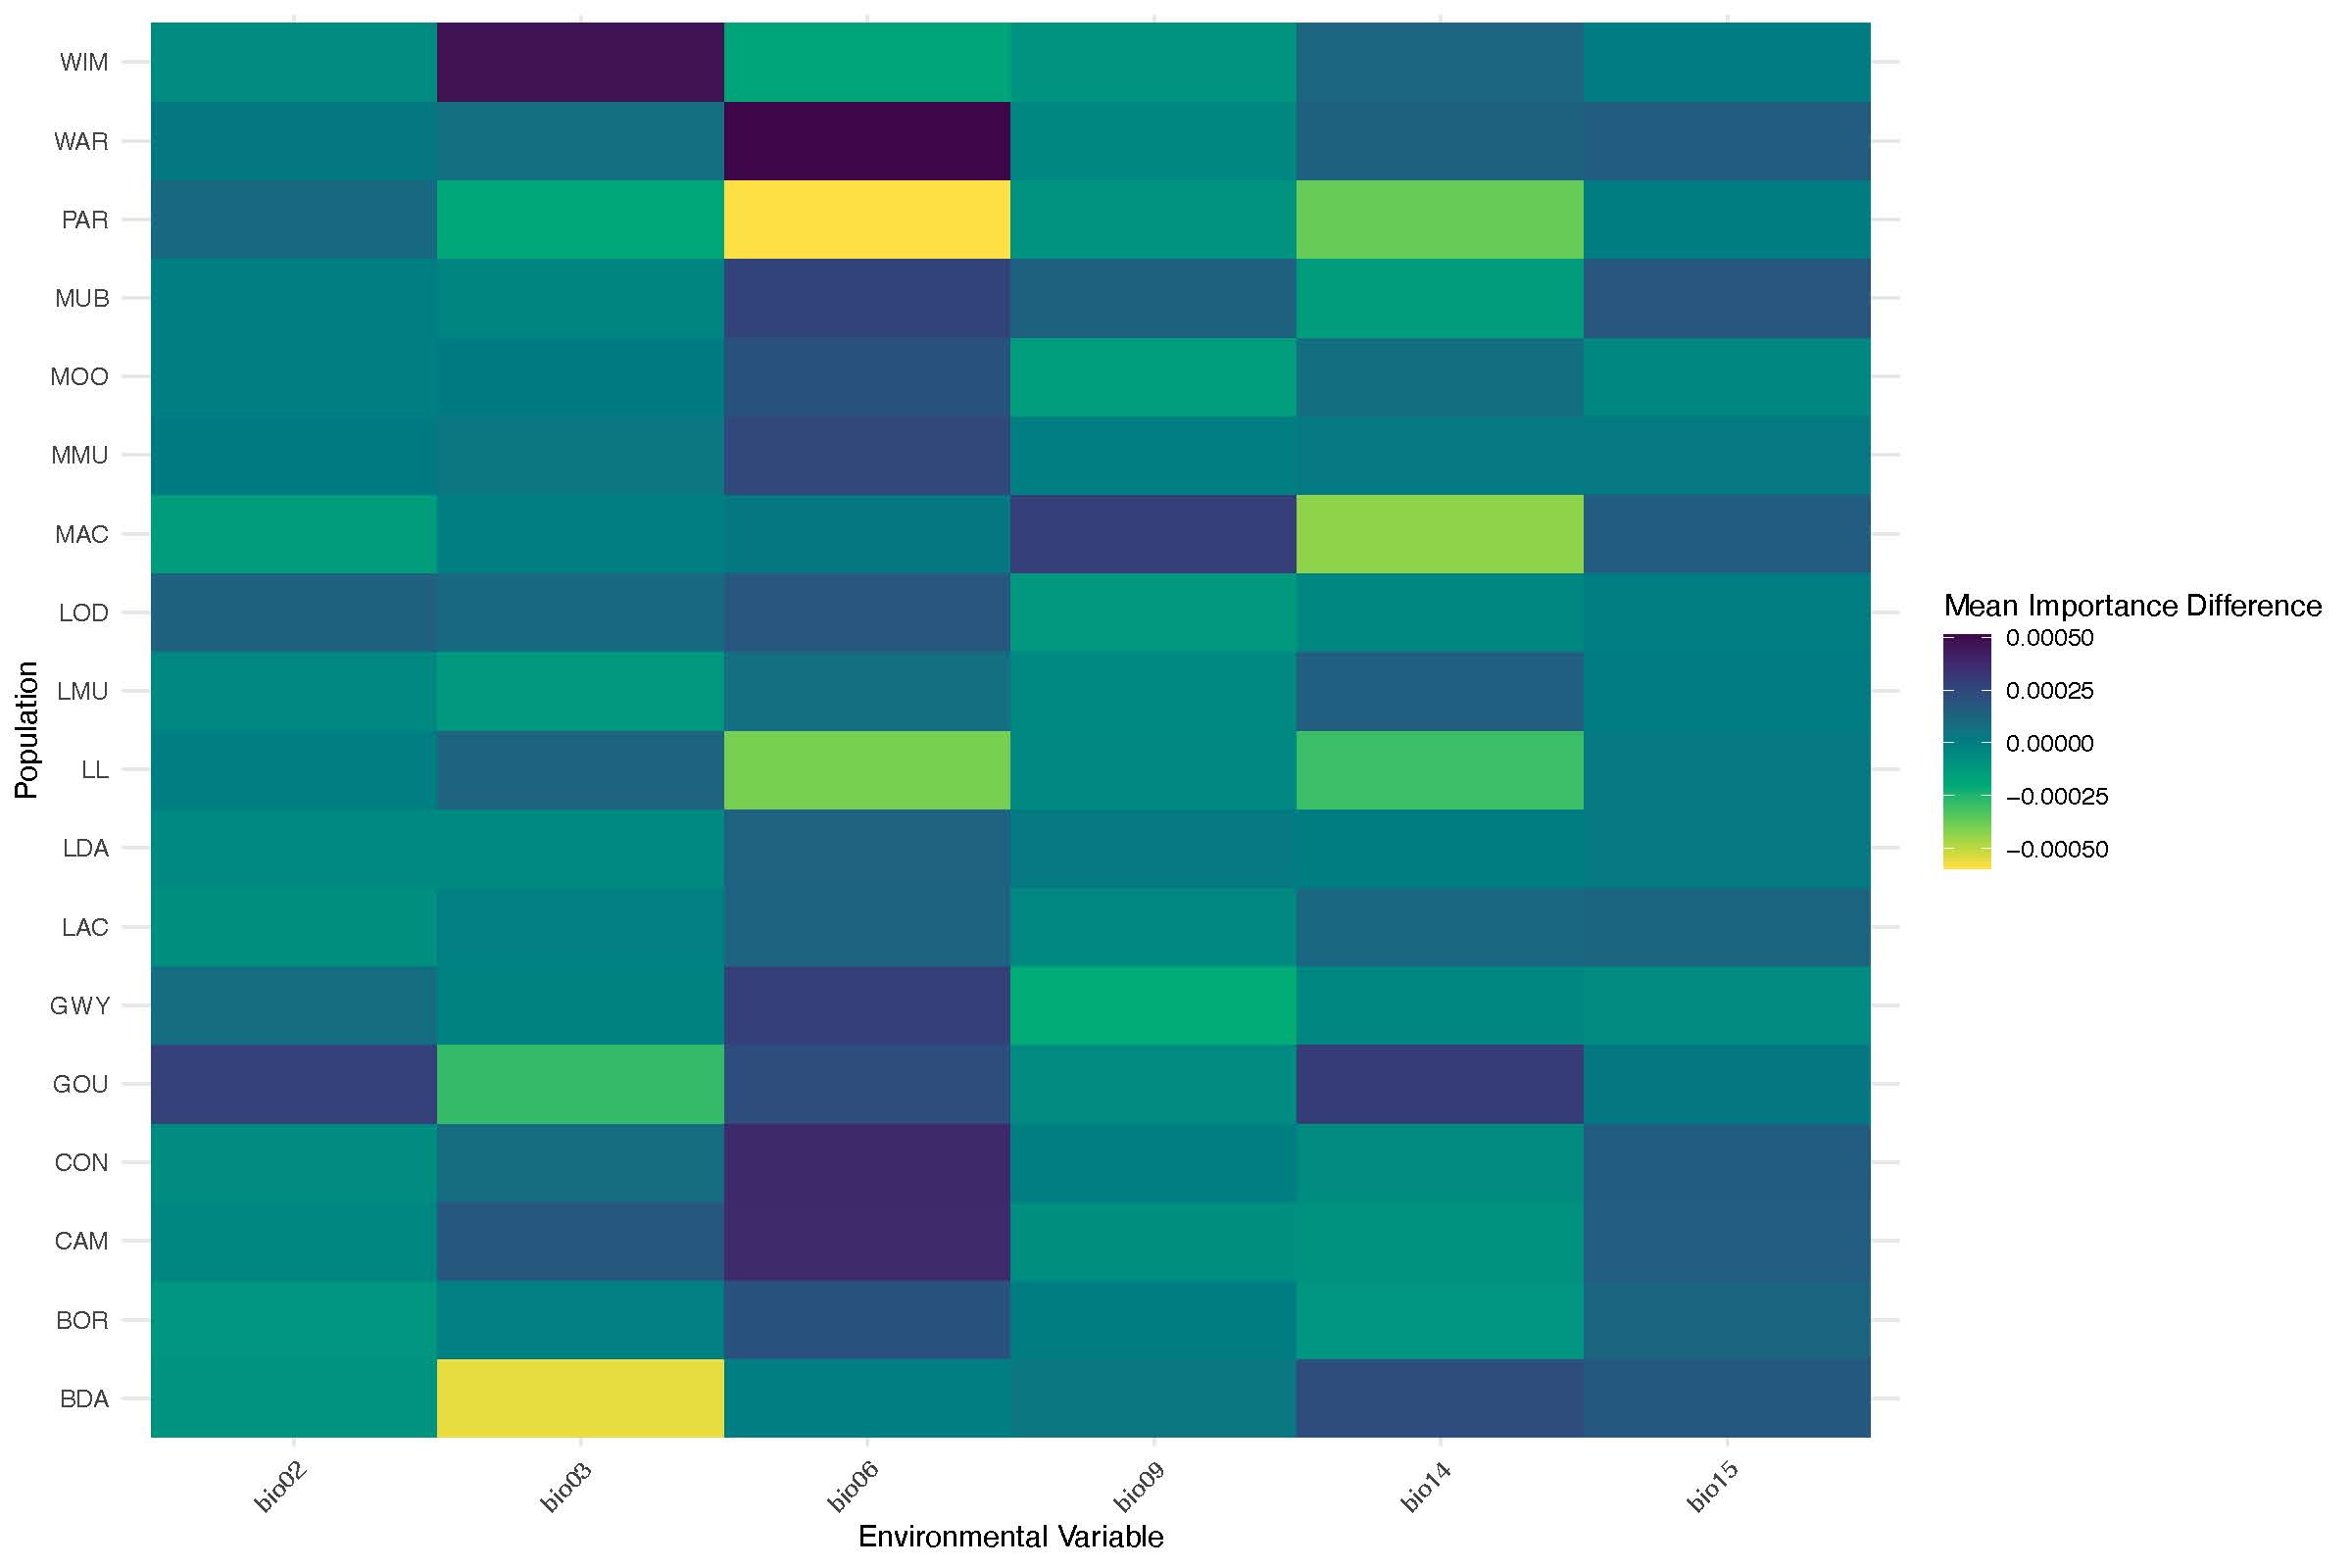 WIM
WAR
PAR
MUB
MOO
MMU
MAC
LOD
LMU
LL
LDA
LAC
GWY
GOU
CON
CAM
BOR
BDA
Population
bio02
bio03
bio06
bio09
bio14
bio15
Environmental Variable
Mean Importance Difference
0.00050
0.00025
0.00000
−0.00025
−0.00050